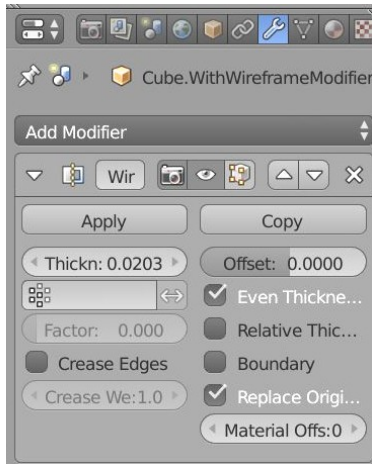 Cube.WithWireframeModifier
Add Modifier
Wir
Apply
Copy
Thickn: 0.0203
Offset: 0.0000
Even Thickne...
Factor: 0.000
Relative Thic...
Crease Edges
Boundary
Crease We:1.0
Replace Origi...
Material Offs:0